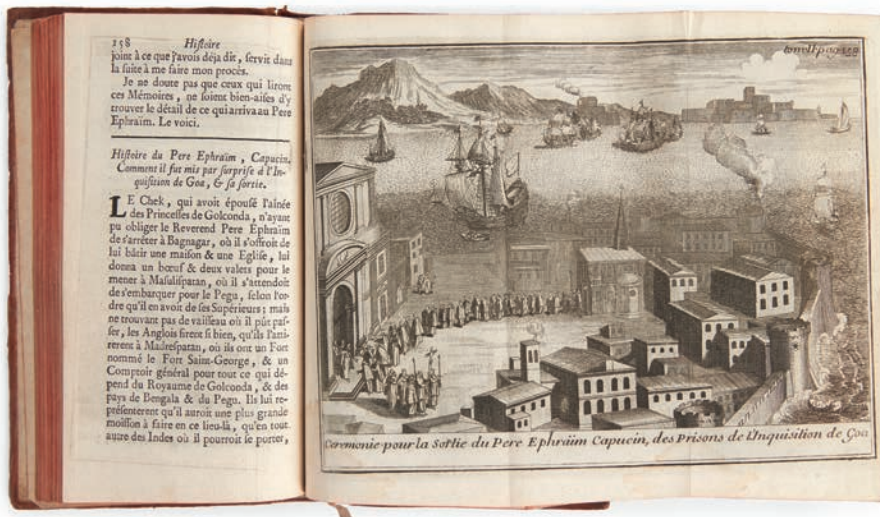 158 Histoire
joint à ce que j'avois déja dit, servit dans
la suite à me faire mon procès.
Je ne doute pas que ceux qui liront
ces Mémoires, ne soient bien-aises d'y
trouver le détail de ce qui arriva au Pere
Ephraïm. Le voici.
Histoire du Pere Ephraïm, Capucin.
Comment il fut mis par surprise à l'In-
quisition de Goa, & sa sortie.
LE Chek, qui avoit épousé l'aînée
des Princesses de Golconda, n'ayant
pu obliger le Reverend Pere Ephraïm
de s'arrêter à Bagnagar, où il s'offroit de
lui bâtir une maison & une Eglise, lui
donna un bœuf & deux valets pour le
mener à Masulispatan, où il s'attendoit
de s'embarquer pour le Pegu, selon l'or-
dre qu'il en avoit de ses Supérieurs; mais
ne trouvant pas de vaisseau où il pût pas-
ser, les Anglois firent si bien, qu'ils l'atti-
rerent à Madrespatan, où ils ont un Fort
nommé le Fort Saint-George, & un
Comptoir général pour tout ce qui dé-
pend du Royaume de Golconda, & des
pays de Bengala & du Pegu. Ils lui re-
présenterent qu'il auroit une plus grande
moisson à faire en ce lieu-là, qu'en tout
autre des Indes où il pourroit se porter,
Ceremonie pour la Sortie du Pere Ephraïm Capucin, des Prisons de L'Inquisition de Goa